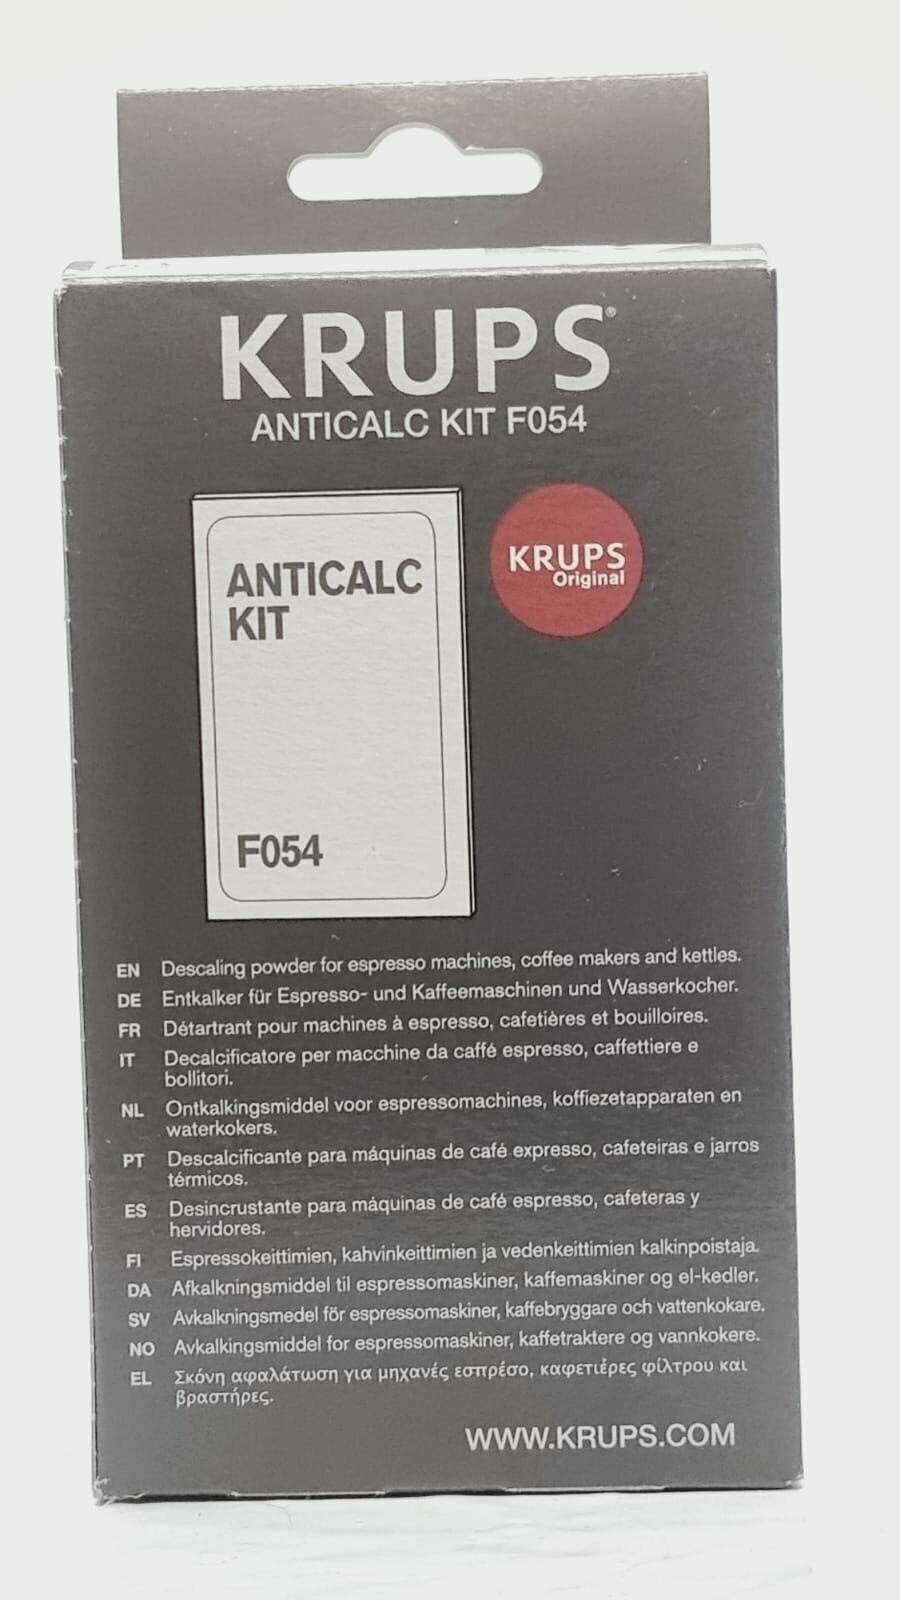 KRUPS®
ANTICALC KIT F054
ANTICALC
KIT
F054
KRUPS
Original
EN Descaling powder for espresso machines, coffee makers and kettles.
DE Entkalker für Espresso- und Kaffeemaschinen und Wasserkocher.
FR Détartrant pour machines à espresso, cafetières et bouilloires.
IT Decalcificatore per macchine da caffé espresso, caffettiere e
bollitori.
NL Ontkalkingsmiddel voor espressomachines, koffiezetapparaten en
waterkokers.
PT Descalcificante para máquinas de café expresso, cafeteiras e jarros
térmicos.
ES Desincrustante para máquinas de café espresso, cafeteras y
hervidores.
FI Espressokeittimien, kahvinkeittimien ja vedenkeittimien kalkinpoistaja.
DA Afkalkningsmiddel til espressomaskiner, kaffemaskiner og el-kedler.
SV Avkalkningsmedel för espressomaskiner, kaffebryggare och vattenkokare.
NO Avkalkingsmiddel for espressomaskiner, kaffetraktere og vannkokere.
EL Σκόνη αφαλάτωση για μηχανές εσπρέσο, καφετιέρες φίλτρου και
βραστήρες.
WWW.KRUPS.COM